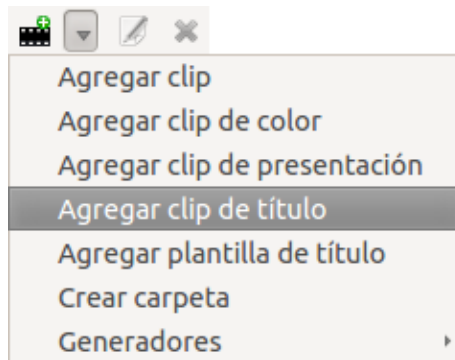 Agregar clip
Agregar clip de color
Agregar clip de presentación
Agregar clip de título
Agregar plantilla de título
Crear carpeta
Generadores